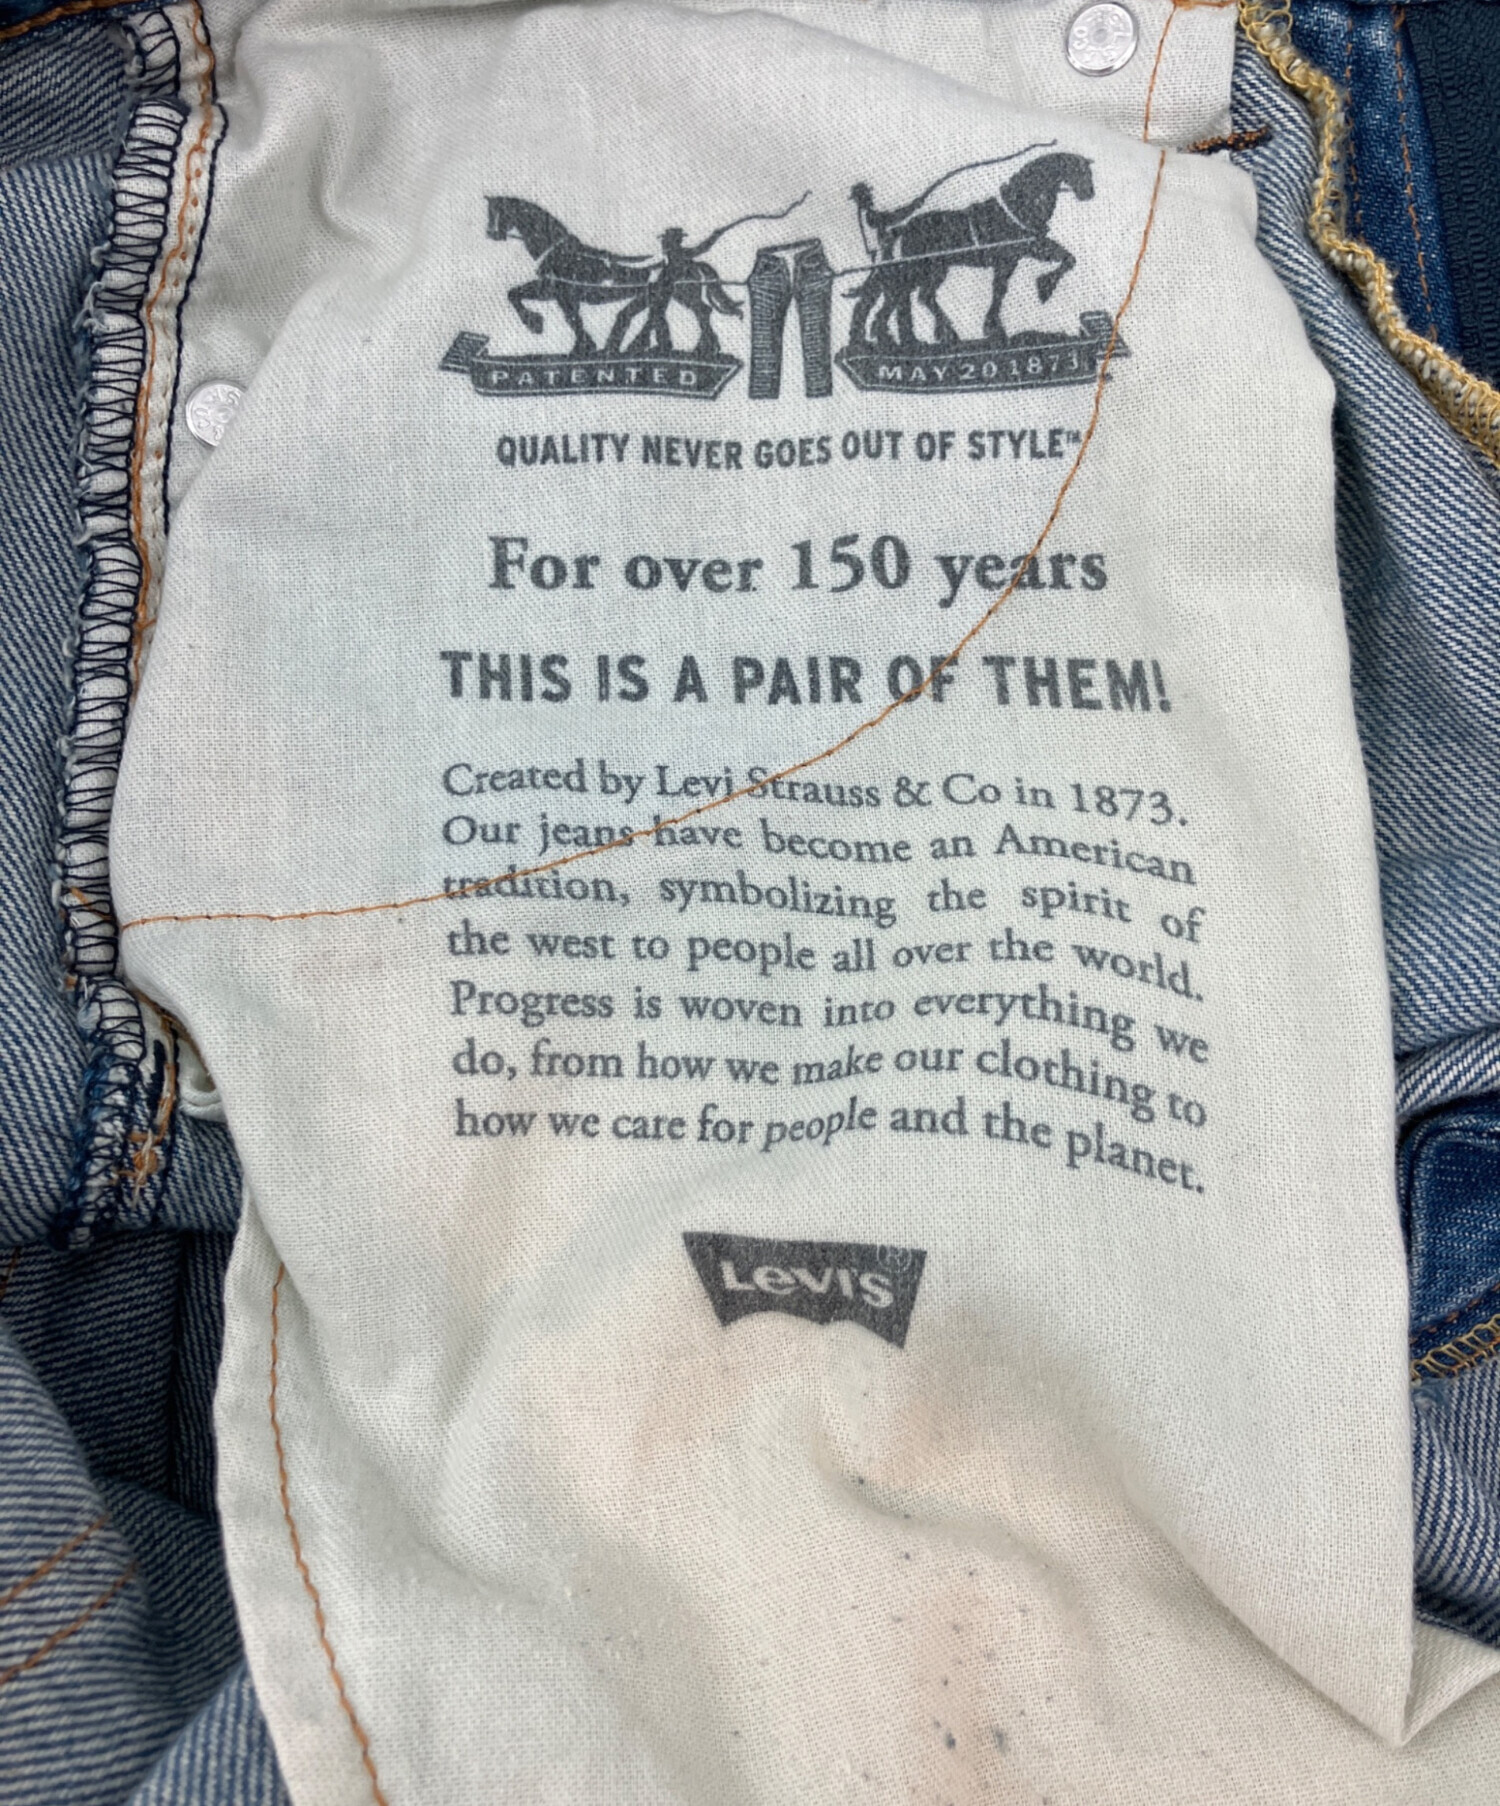 PATENTED MAY 20 1873
QUALITY NEVER GOES OUT OF STYLE™
For over 150 years
THIS IS A PAIR OF THEM!
Created by Levi Strauss & Co in 1873.
Our jeans have become an American
tradition, symbolizing the spirit of
the west to people all over the world.
Progress is woven into everything we
do, from how we make our clothing to
how we care for people and the planet.
LEVI'S